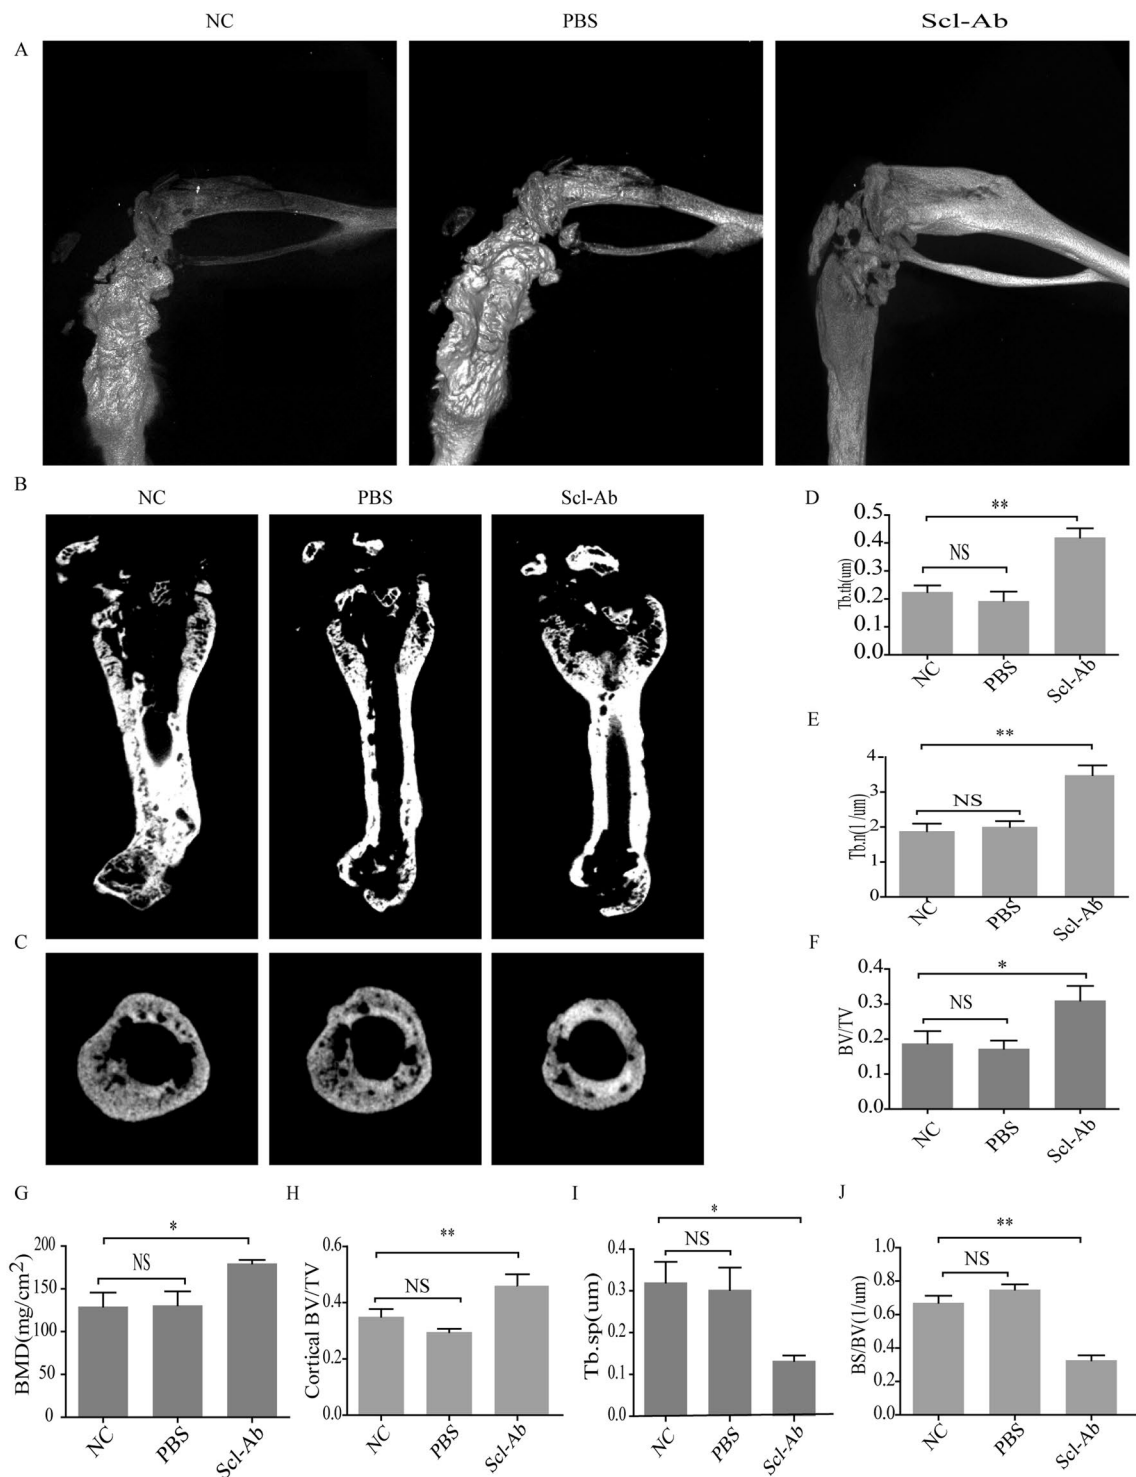 NC PBS Scl-Ab
A
B NC PBS Scl-Ab
D
**
NS
Tb.th(um)
0.5
0.4
0.3
0.2
0.1
0.0
NC PBS Scl-Ab
E
**
NS
Tb.n(1/um)
4
3
2
1
0
NC PBS Scl-Ab
C
F
*
NS
BV/TV
0.4
0.3
0.2
0.1
0.0
NC PBS Scl-Ab
G
*
NS
BMD(mg/cm²)
200
150
100
50
0
NC PBS Scl-Ab
H
**
NS
Cortical BV/TV
0.6
0.4
0.2
0.0
NC PBS Scl-Ab
I
*
NS
Tb.sp(um)
0.4
0.3
0.2
0.1
0.0
NC PBS Scl-Ab
J
**
NS
BS/BV(1/um)
1.0
0.8
0.6
0.4
0.2
0.0
NC PBS Scl-Ab